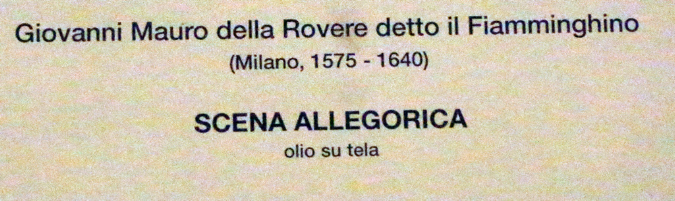 Giovanni Mauro della Rovere detto il Fiamminghino
(Milano, 1575 - 1640)
SCENA ALLEGORICA
olio su tela